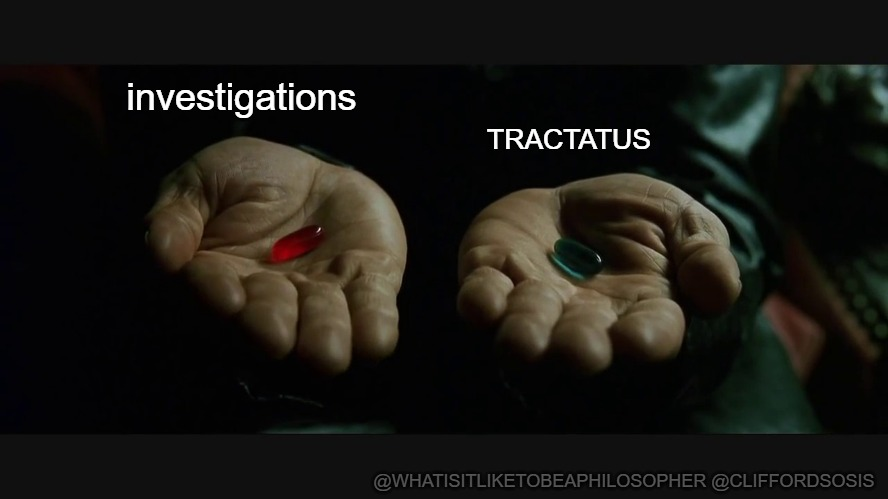 investigations
TRACTATUS
@WHATISITLIKETOBEAPHILOSOPHER @CLIFFORDSOSIS